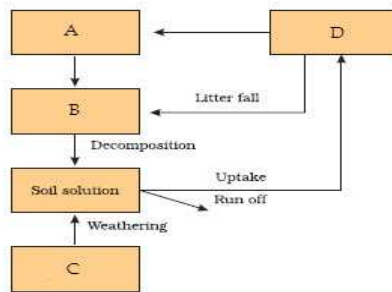 A
D
Litter fall
B
Decomposition
Soil solution
Uptake
Run off
Weathering
C